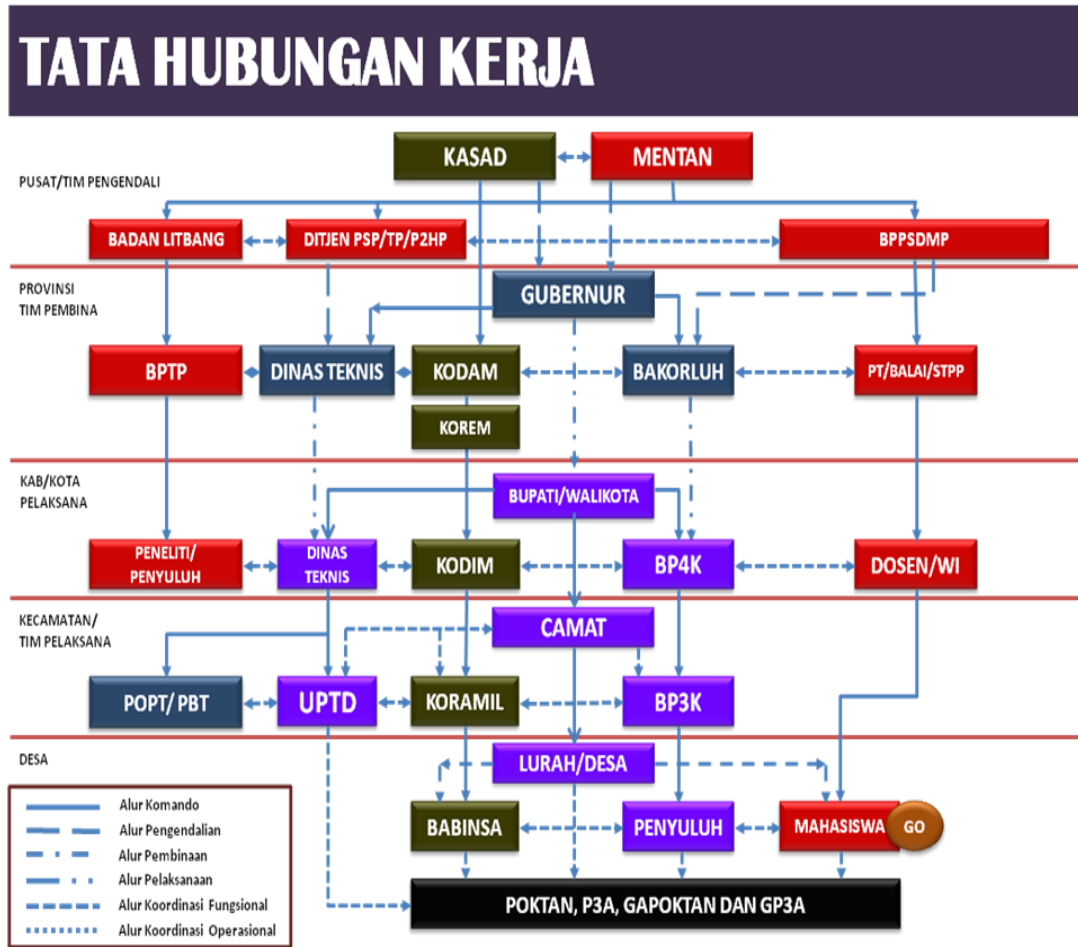 TATA HUBUNGAN KERJA
KASAD
MENTAN
PUSAT/TIM PENGENDALI
BADAN LITBANG
DITJEN PSP/TP/P2HP
BPPSDMP
PROVINSI
TIM PEMBINA
GUBERNUR
BPTP
DINAS TEKNIS
KODAM
BAKORLUH
PT/BALAI/STPP
KOREM
KAB/KOTA
PELAKSANA
BUPATI/WALIKOTA
PENELITI/
PENYULUH
DINAS
TEKNIS
KODIM
BP4K
DOSEN/WI
KECAMATAN/
TIM PELAKSANA
CAMAT
POPT/ PBT
UPTD
KORAMIL
BP3K
DESA
LURAH/DESA
BABINSA
PENYULUH
MAHASISWA
GO
POKTAN, P3A, GAPOKTAN DAN GP3A
Alur Komando
Alur Pengendalian
Alur Pembinaan
Alur Pelaksanaan
Alur Koordinasi Fungsional
Alur Koordinasi Operasional